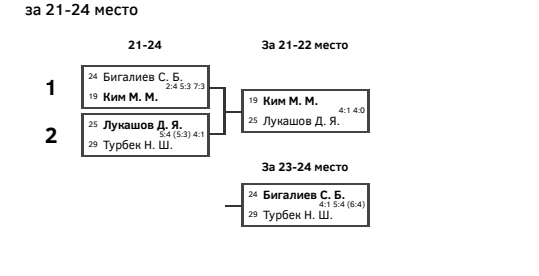 за 21-24 место
21-24
За 21-22 место
1
24 Бигалиев С. Б.
2:4 5:3 7:3
19 Ким М. М.
2
25 Лукашов Д. Я.
5:4 (5:3) 4:1
29 Турбек Н. Ш.
19 Ким М. М.
4:1 4:0
25 Лукашов Д. Я.
За 23-24 место
24 Бигалиев С. Б.
4:1 5:4 (6:4)
29 Турбек Н. Ш.